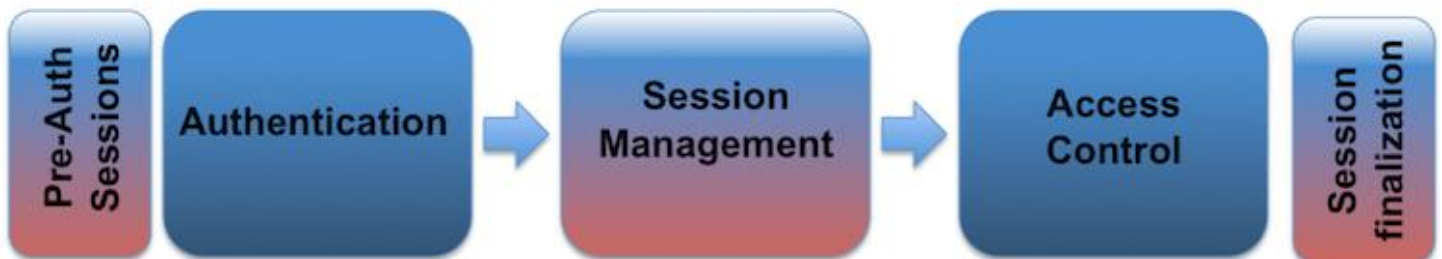 Pre-Auth
Sessions
Authentication
Session
Management
Access
Control
Session
finalization